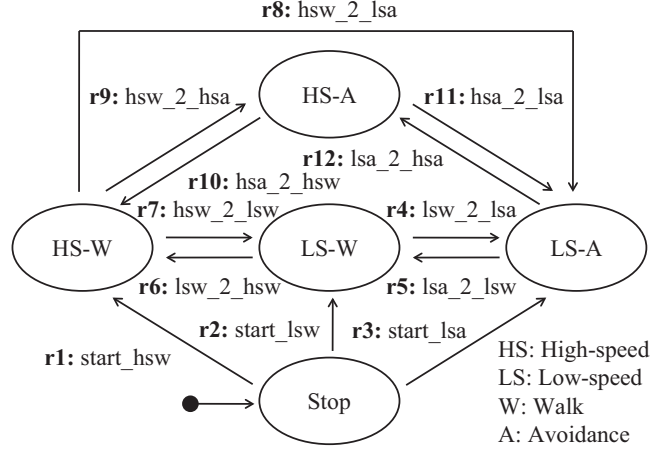 r8: hsw_2_lsa
r9: hsw_2_hsa
HS-A
r11: hsa_2_lsa
r12: lsa_2_hsa
r10: hsa_2_hsw
r7: hsw_2_lsw
r4: lsw_2_lsa
HS-W
LS-W
LS-A
r6: lsw_2_hsw
r5: lsa_2_lsw
r2: start_lsw
r3: start_lsa
r1: start_hsw
Stop
HS: High-speed
LS: Low-speed
W: Walk
A: Avoidance